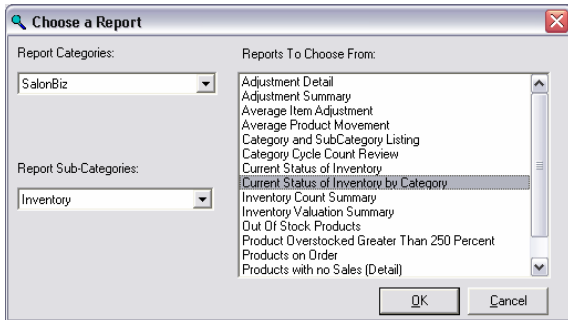 Choose a Report
Report Categories:
SalonBiz
Report Sub-Categories:
Inventory
Reports To Choose From:
Adjustment Detail
Adjustment Summary
Average Item Adjustment
Average Product Movement
Category and SubCategory Listing
Category Cycle Count Review
Current Status of Inventory
Current Status of Inventory by Category
Inventory Count Summary
Inventory Valuation Summary
Out Of Stock Products
Product Overstocked Greater Than 250 Percent
Products on Order
Products with no Sales (Detail)
OK
Cancel